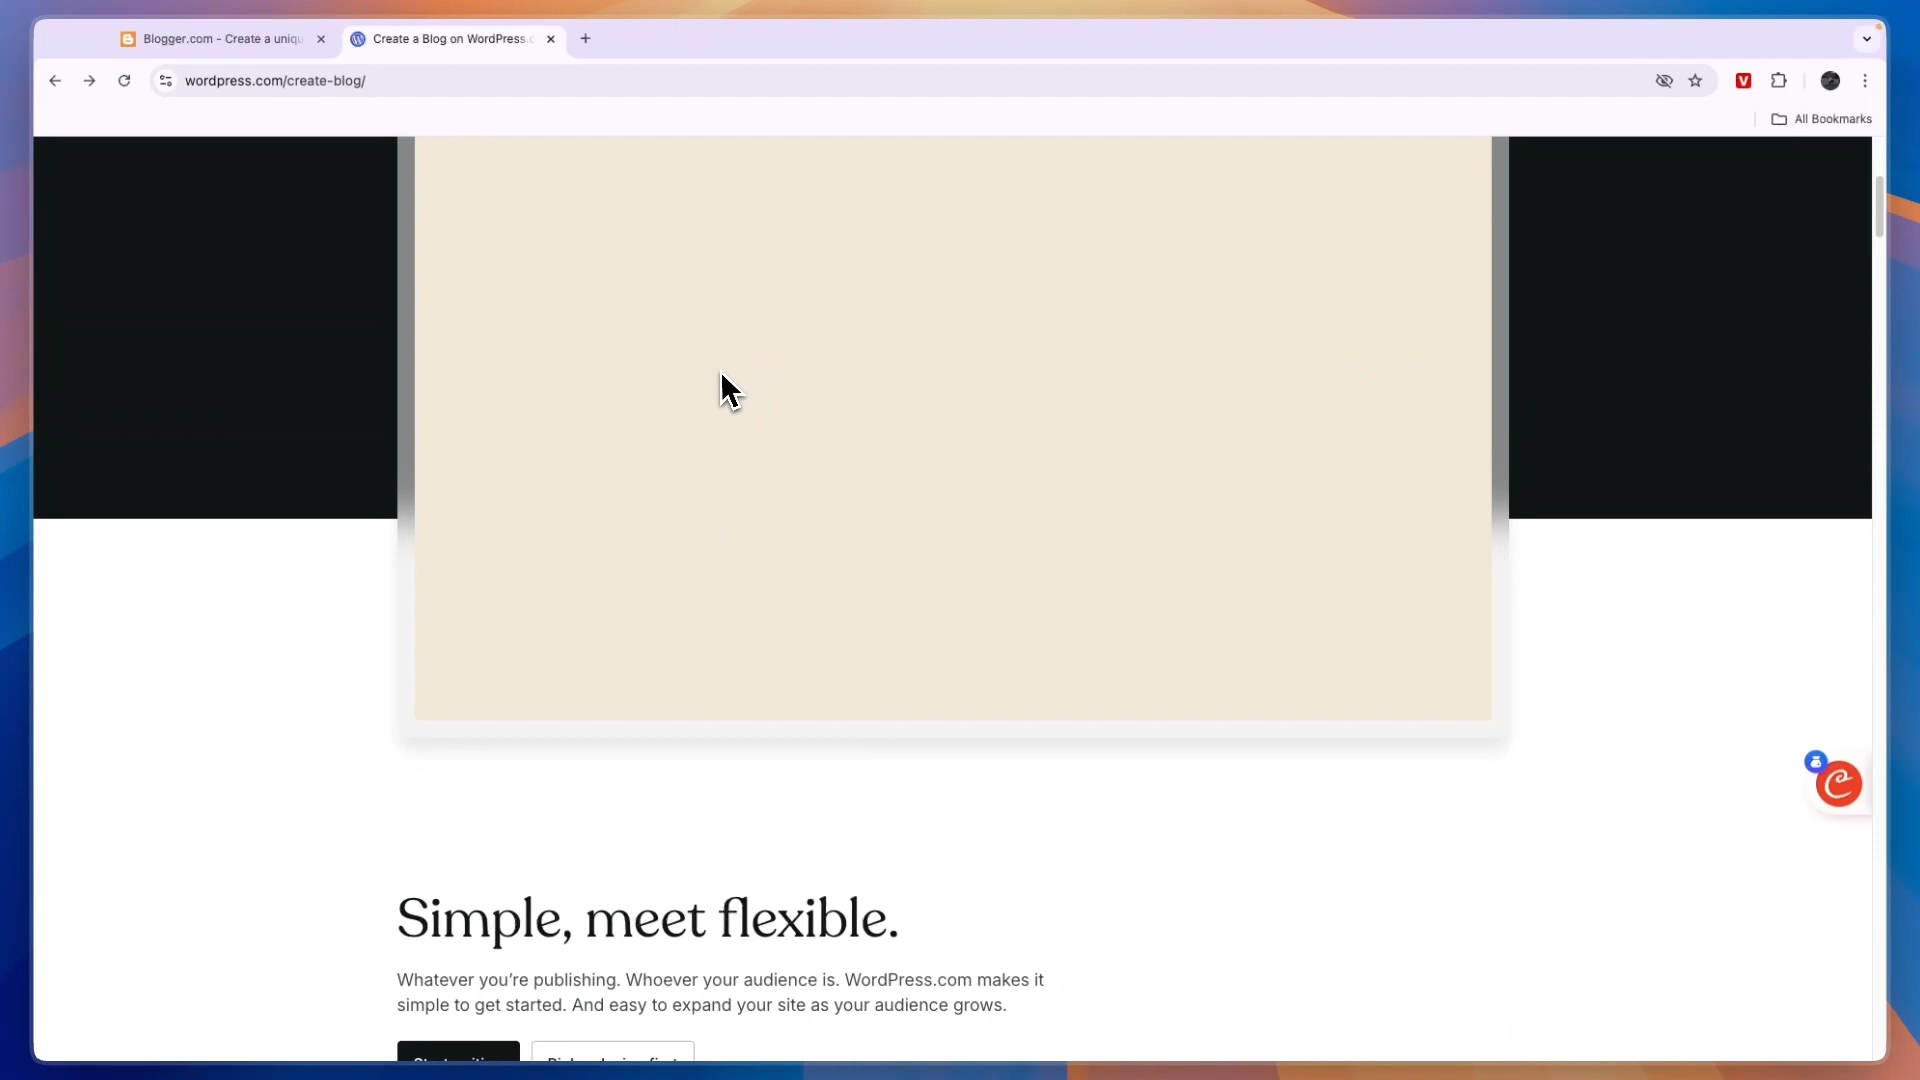 Blogger.com - Create a uniqu
Create a Blog on WordPress.c
wordpress.com/create-blog/
All Bookmarks
Simple, meet flexible.
Whatever you’re publishing. Whoever your audience is. WordPress.com makes it
simple to get started. And easy to expand your site as your audience grows.